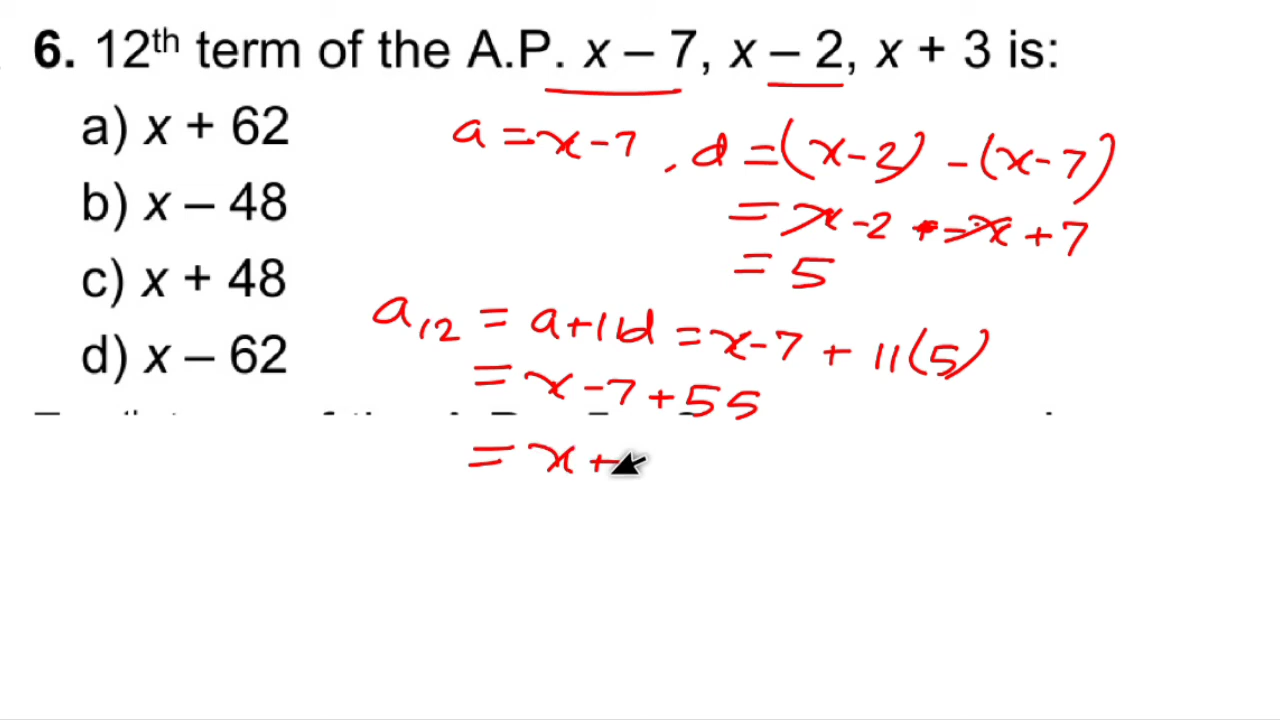 6. 12th term of the A.P. x – 7, x – 2, x + 3 is:
a) x + 62
b) x – 48
c) x + 48
d) x – 62
a = x - 7 , d = (x - 2) - (x - 7)
= x - 2 - x + 7
= 5
a12 = a + 11d = x - 7 + 11(5)
= x - 7 + 55
= x +